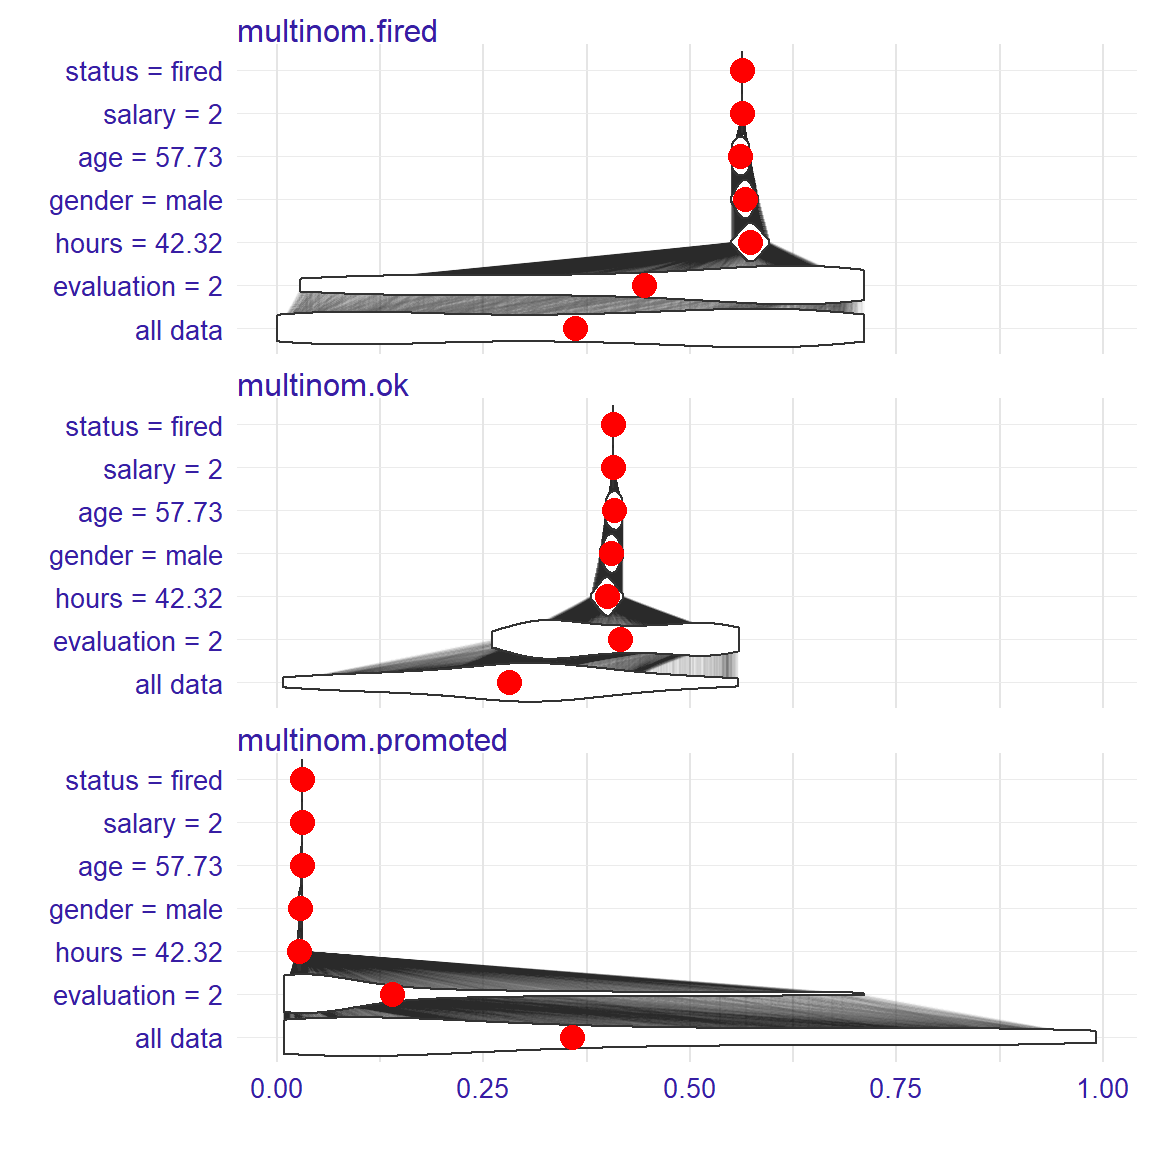 multinom.fired
status = fired
salary = 2
age = 57.73
gender = male
hours = 42.32
evaluation = 2
all data
multinom.ok
status = fired
salary = 2
age = 57.73
gender = male
hours = 42.32
evaluation = 2
all data
multinom.promoted
status = fired
salary = 2
age = 57.73
gender = male
hours = 42.32
evaluation = 2
all data
0.00 0.25 0.50 0.75 1.00